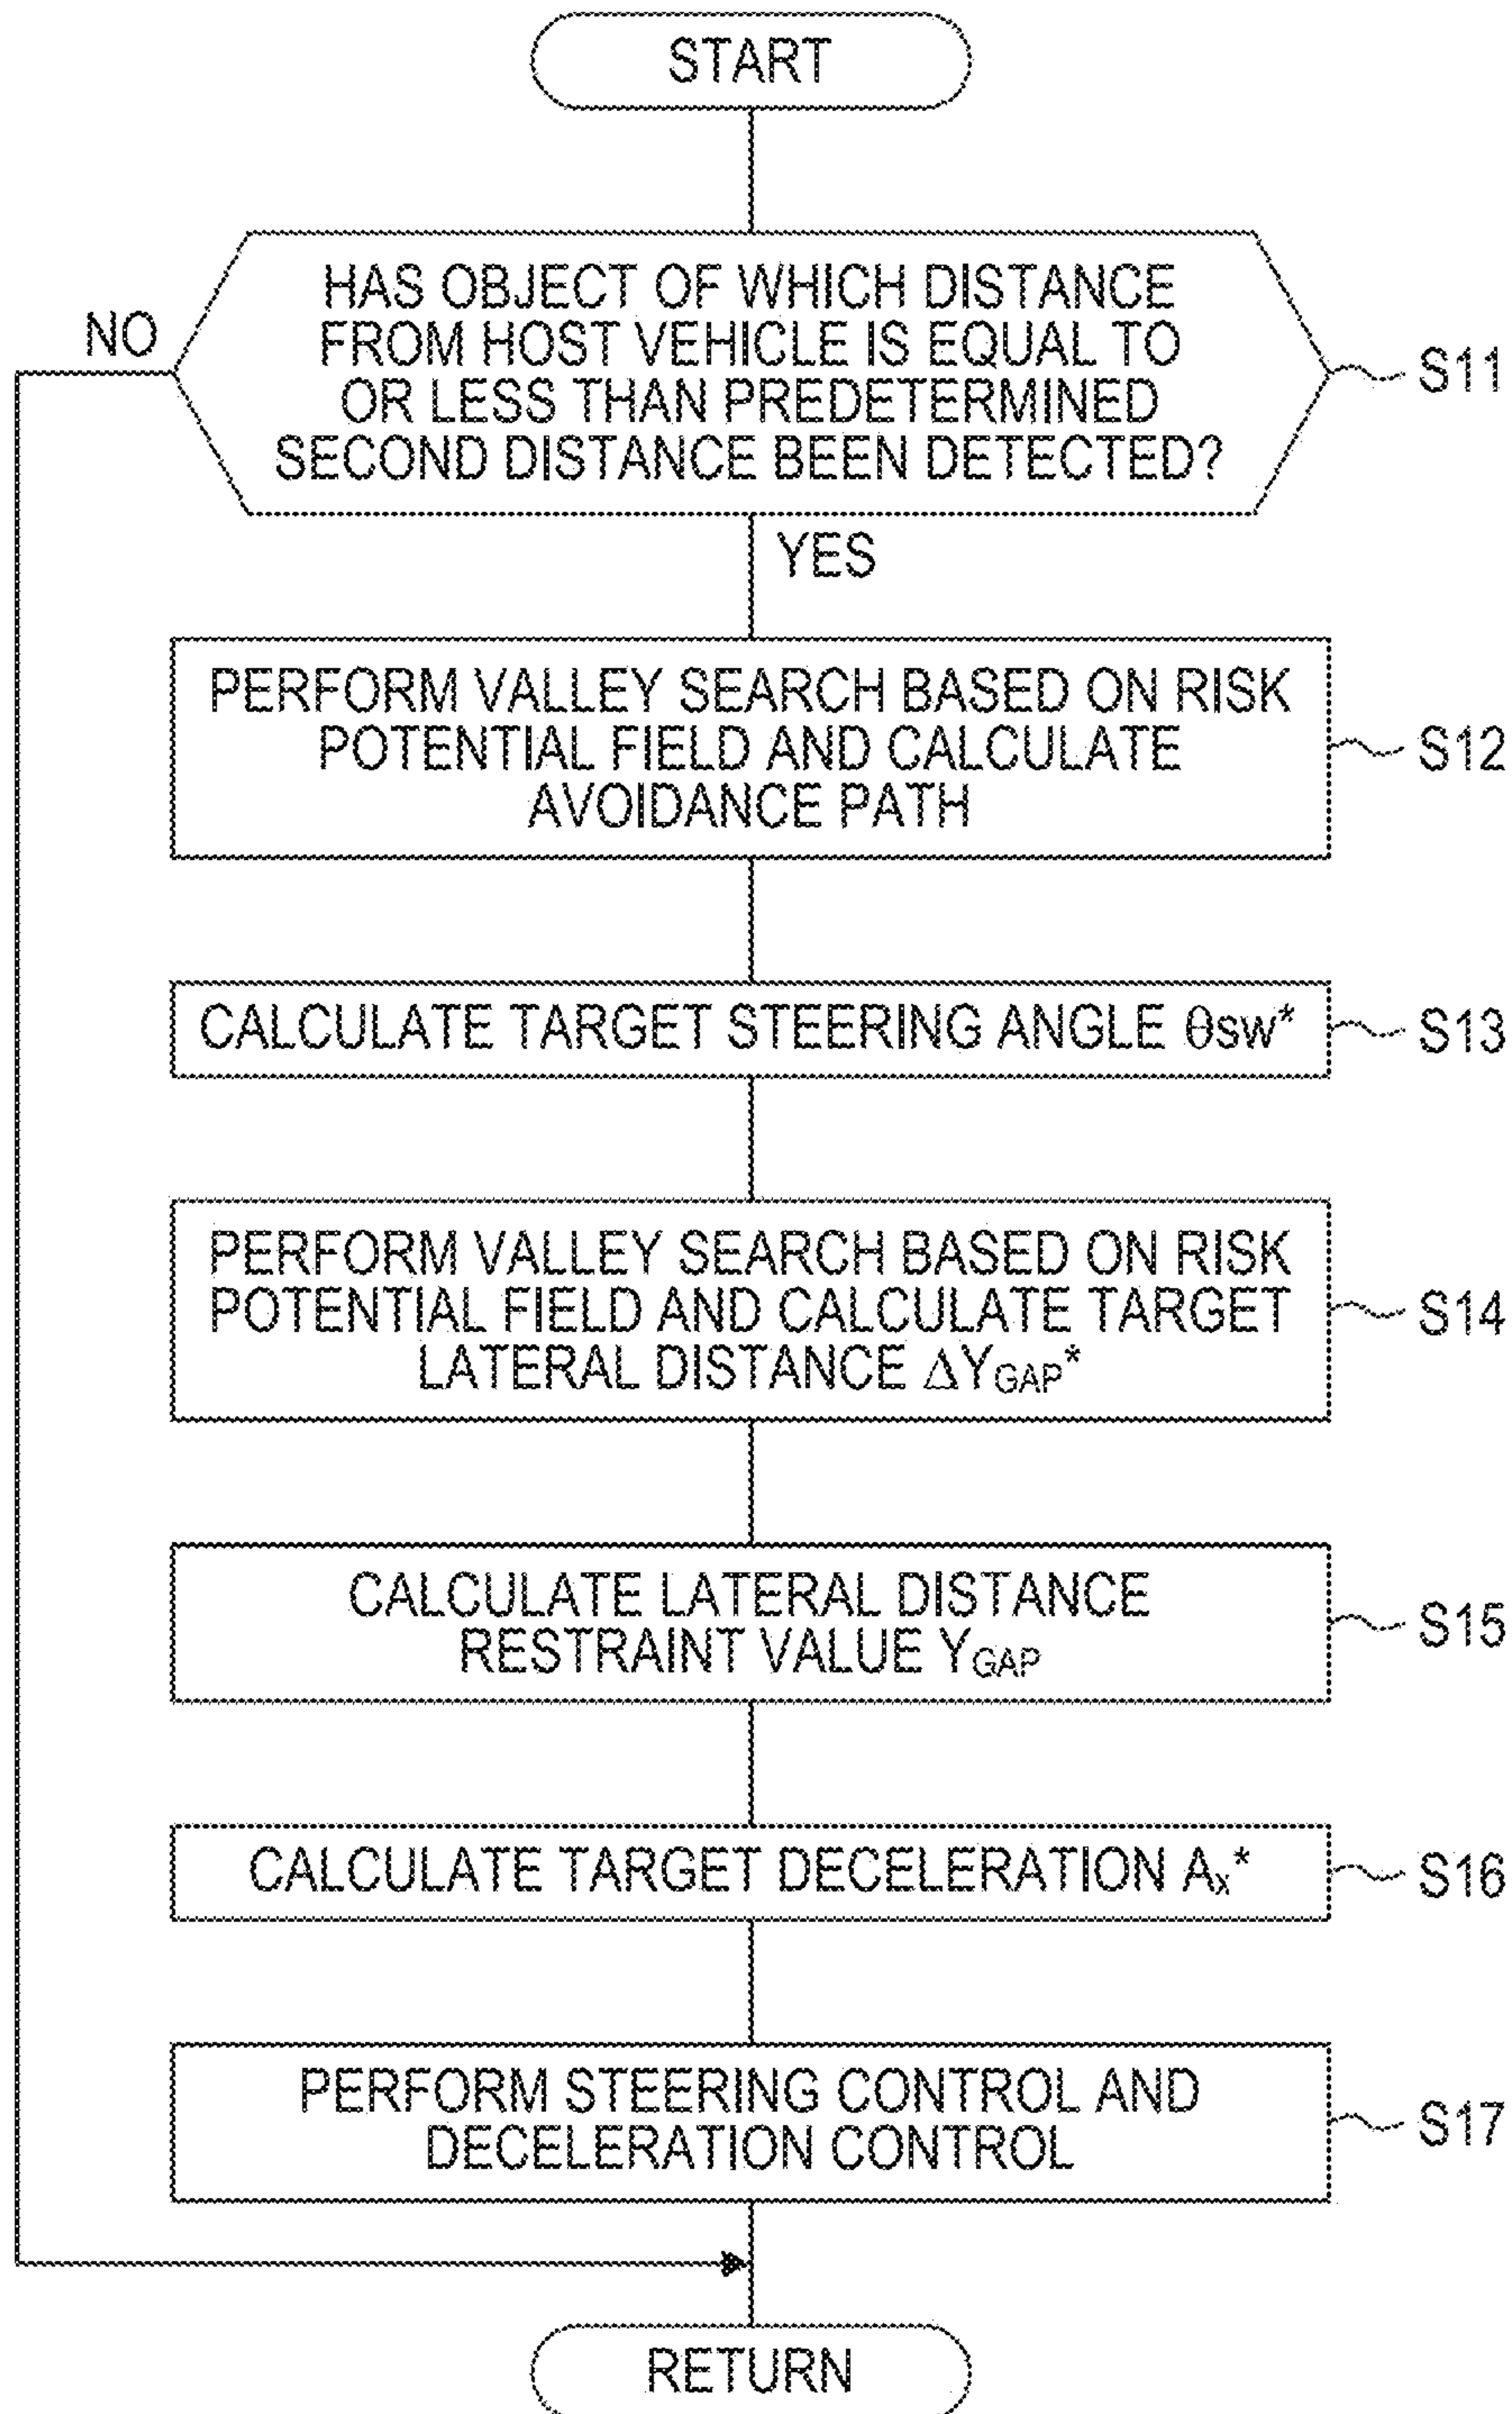 START
HAS OBJECT OF WHICH DISTANCE
FROM HOST VEHICLE IS EQUAL TO
OR LESS THAN PREDETERMINED
SECOND DISTANCE BEEN DETECTED?
NO
S11
YES
PERFORM VALLEY SEARCH BASED ON RISK
POTENTIAL FIELD AND CALCULATE
AVOIDANCE PATH
S12
CALCULATE TARGET STEERING ANGLE θsw*
S13
PERFORM VALLEY SEARCH BASED ON RISK
POTENTIAL FIELD AND CALCULATE TARGET
LATERAL DISTANCE ΔYGAP*
S14
CALCULATE LATERAL DISTANCE
RESTRAINT VALUE YGAP
S15
CALCULATE TARGET DECELERATION Ax*
S16
PERFORM STEERING CONTROL AND
DECELERATION CONTROL
S17
RETURN